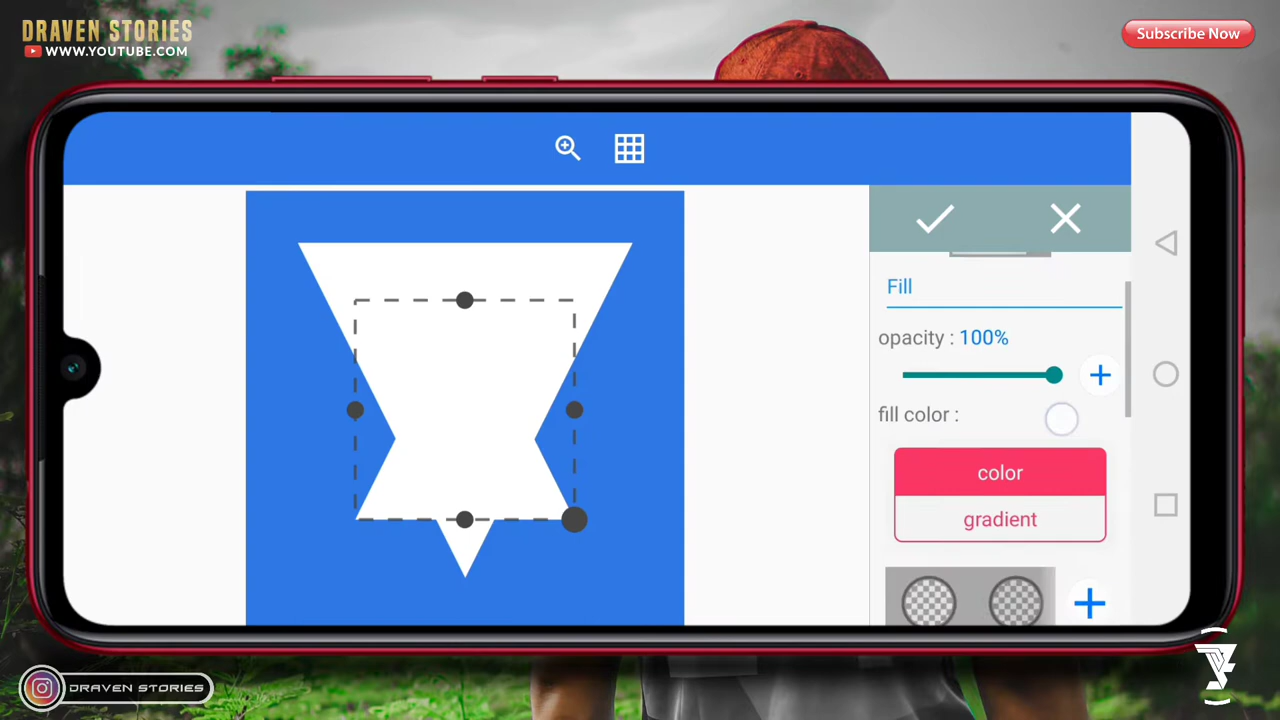 DRAVEN STORIES
WWW.YOUTUBE.COM
Subscribe Now
Fill
opacity : 100%
fill color :
color
gradient
DRAVEN STORIES